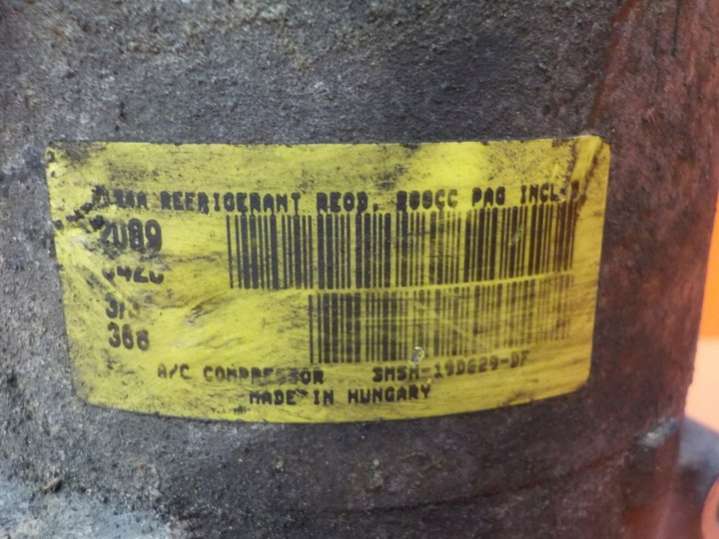 REFRIGERANT REQD. 200CC PAG INCL.
2089
366
A/C COMPRESSOR 3M5H-19D629-DF
MADE IN HUNGARY